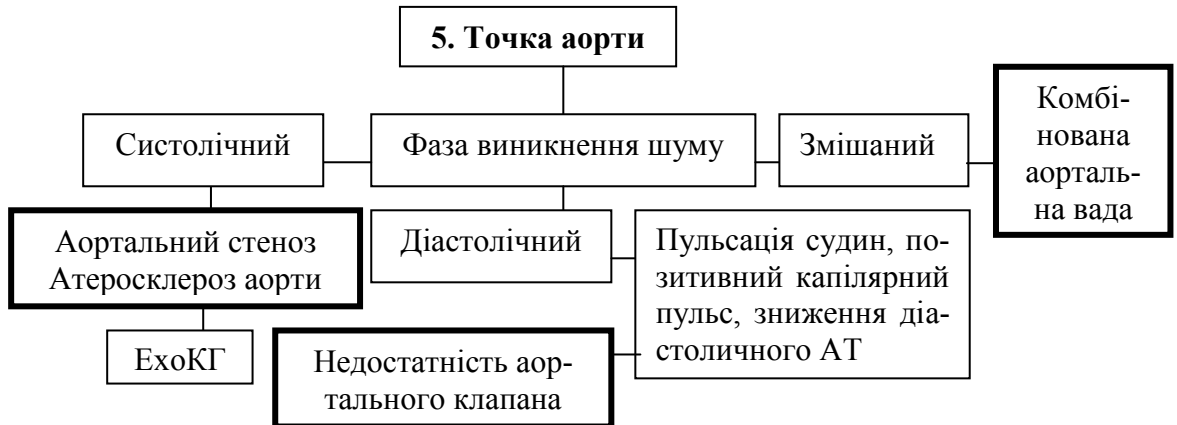 5. Точка аорти
Систолічний
Фаза виникнення шуму
Змішаний
Комбі-
нована
аорталь-
на вада
Аортальний стеноз
Атеросклероз аорти
Діастолічний
Пульсація судин, по-
зитивний капілярний
пульс, зниження діа-
столичного АТ
ЕхоКГ
Недостатність аор-
тального клапана